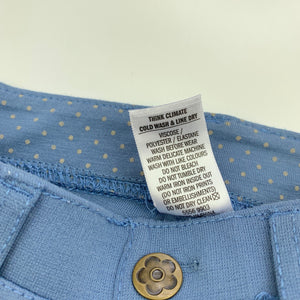 THINK CLIMATE
COLD WASH & LINE DRY
VISCOSE /
POLYESTER / ELASTANE
WASH BEFORE WEAR
WARM DELICATE MACHINE
WASH WITH LIKE COLOURS
DO NOT BLEACH
DO NOT TUMBLE DRY
WARM IRON INSIDE OUT
(DO NOT IRON PRINTS
OR EMBELLISHMENTS)
DO NOT DRY CLEAN